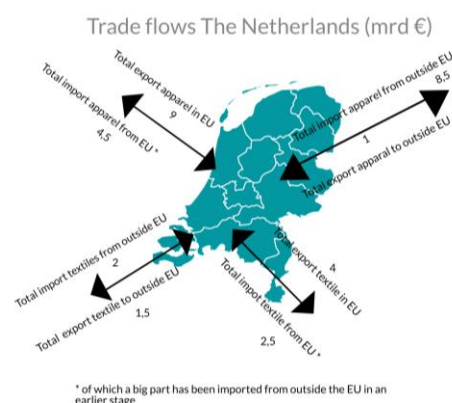 Trade flows The Netherlands (mrd €)
Total export apparel in EU
9
Total import apparel from EU *
4,5
Total import apparel from outside EU
8,5
1
Total export apparal to outside EU
Total import textiles from outside EU
2
Total export textile to outside EU
1,5
Total export textile in EU
4
Total impot textile from EU *
2,5
* of which a big part has been imported from outside the EU in an
earlier stage